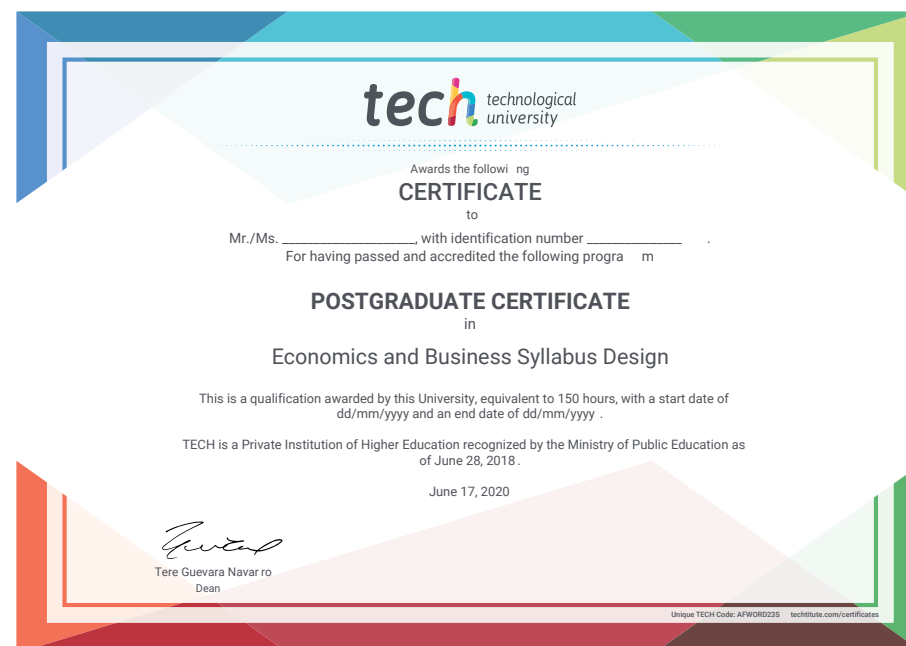 tech technological
university
Awards the followi ng
CERTIFICATE
to
Mr./Ms. ___________________, with identification number ______________ .
For having passed and accredited the following progra m
POSTGRADUATE CERTIFICATE
in
Economics and Business Syllabus Design
This is a qualification awarded by this University, equivalent to 150 hours, with a start date of
dd/mm/yyyy and an end date of dd/mm/yyyy .
TECH is a Private Institution of Higher Education recognized by the Ministry of Public Education as
of June 28, 2018 .
June 17, 2020
Tere Guevara Navar ro
Dean
Unique TECH Code: AFWORD23S techtitute.com/certificates